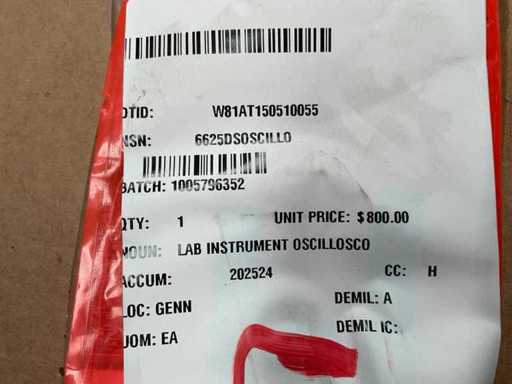 DTID: W81AT150510055
NSN: 6625DSOSCILLO
BATCH: 1005796352
QTY: 1 UNIT PRICE: $800.00
NOUN: LAB INSTRUMENT OSCILLOSCO
ACCUM: 202524 CC: H
LOC: GENN DEMIL: A
UOM: EA DEMIL IC: